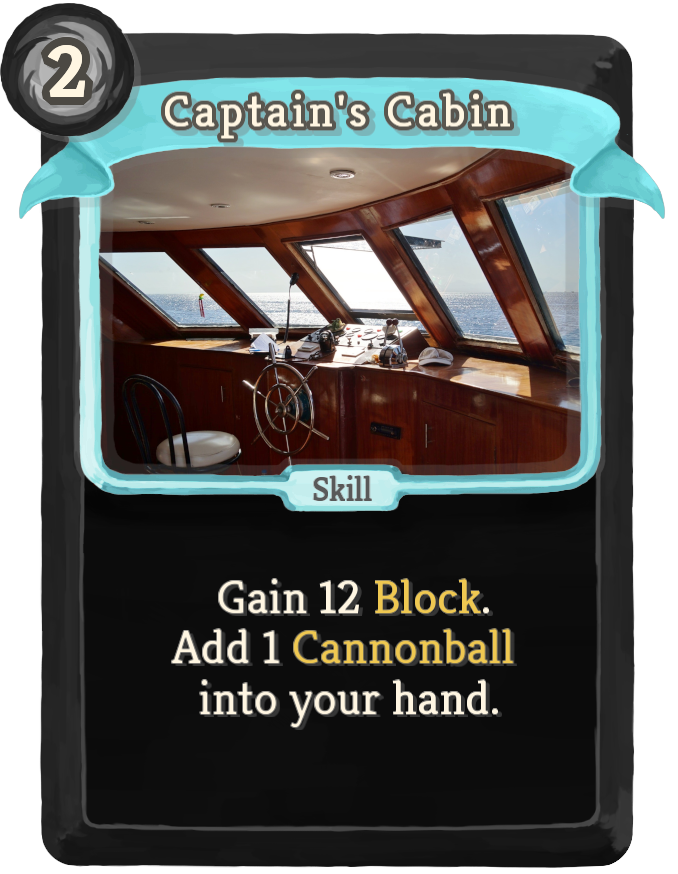 2
Captain's Cabin
Skill
Gain 12 Block.
Add 1 Cannonball
into your hand.